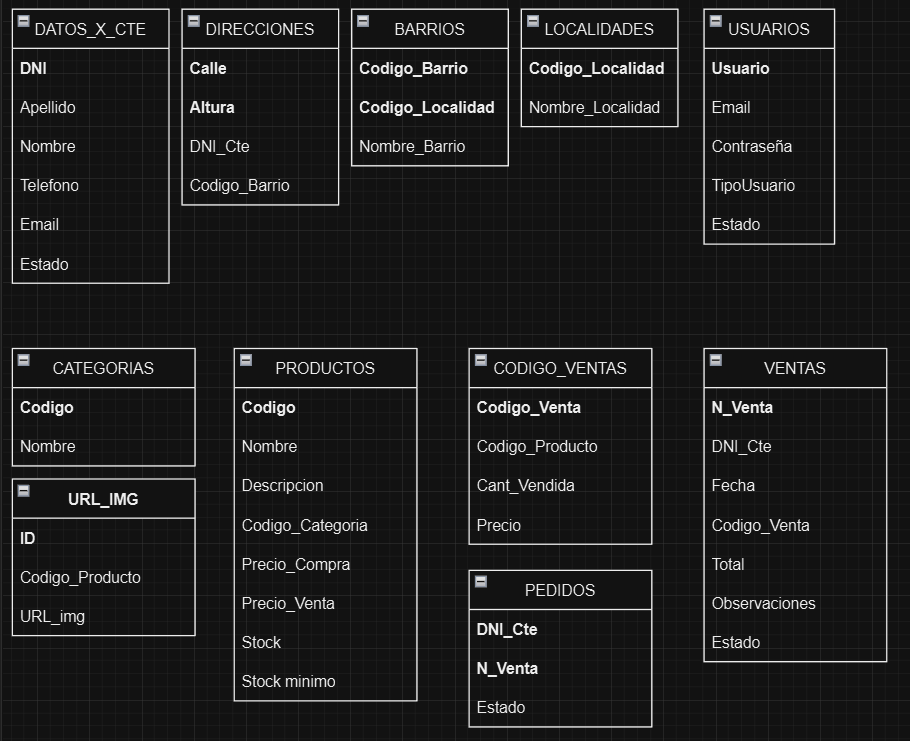 DATOS_X_CTE
DNI
Apellido
Nombre
Telefono
Email
Estado
DIRECCIONES
Calle
Altura
DNI_Cte
Codigo_Barrio
BARRIOS
Codigo_Barrio
Codigo_Localidad
Nombre_Barrio
LOCALIDADES
Codigo_Localidad
Nombre_Localidad
USUARIOS
Usuario
Email
Contraseña
TipoUsuario
Estado
CATEGORIAS
Codigo
Nombre
URL_IMG
ID
Codigo_Producto
URL_img
PRODUCTOS
Codigo
Nombre
Descripcion
Codigo_Categoria
Precio_Compra
Precio_Venta
Stock
Stock minimo
CODIGO_VENTAS
Codigo_Venta
Codigo_Producto
Cant_Vendida
Precio
PEDIDOS
DNI_Cte
N_Venta
Estado
VENTAS
N_Venta
DNI_Cte
Fecha
Codigo_Venta
Total
Observaciones
Estado